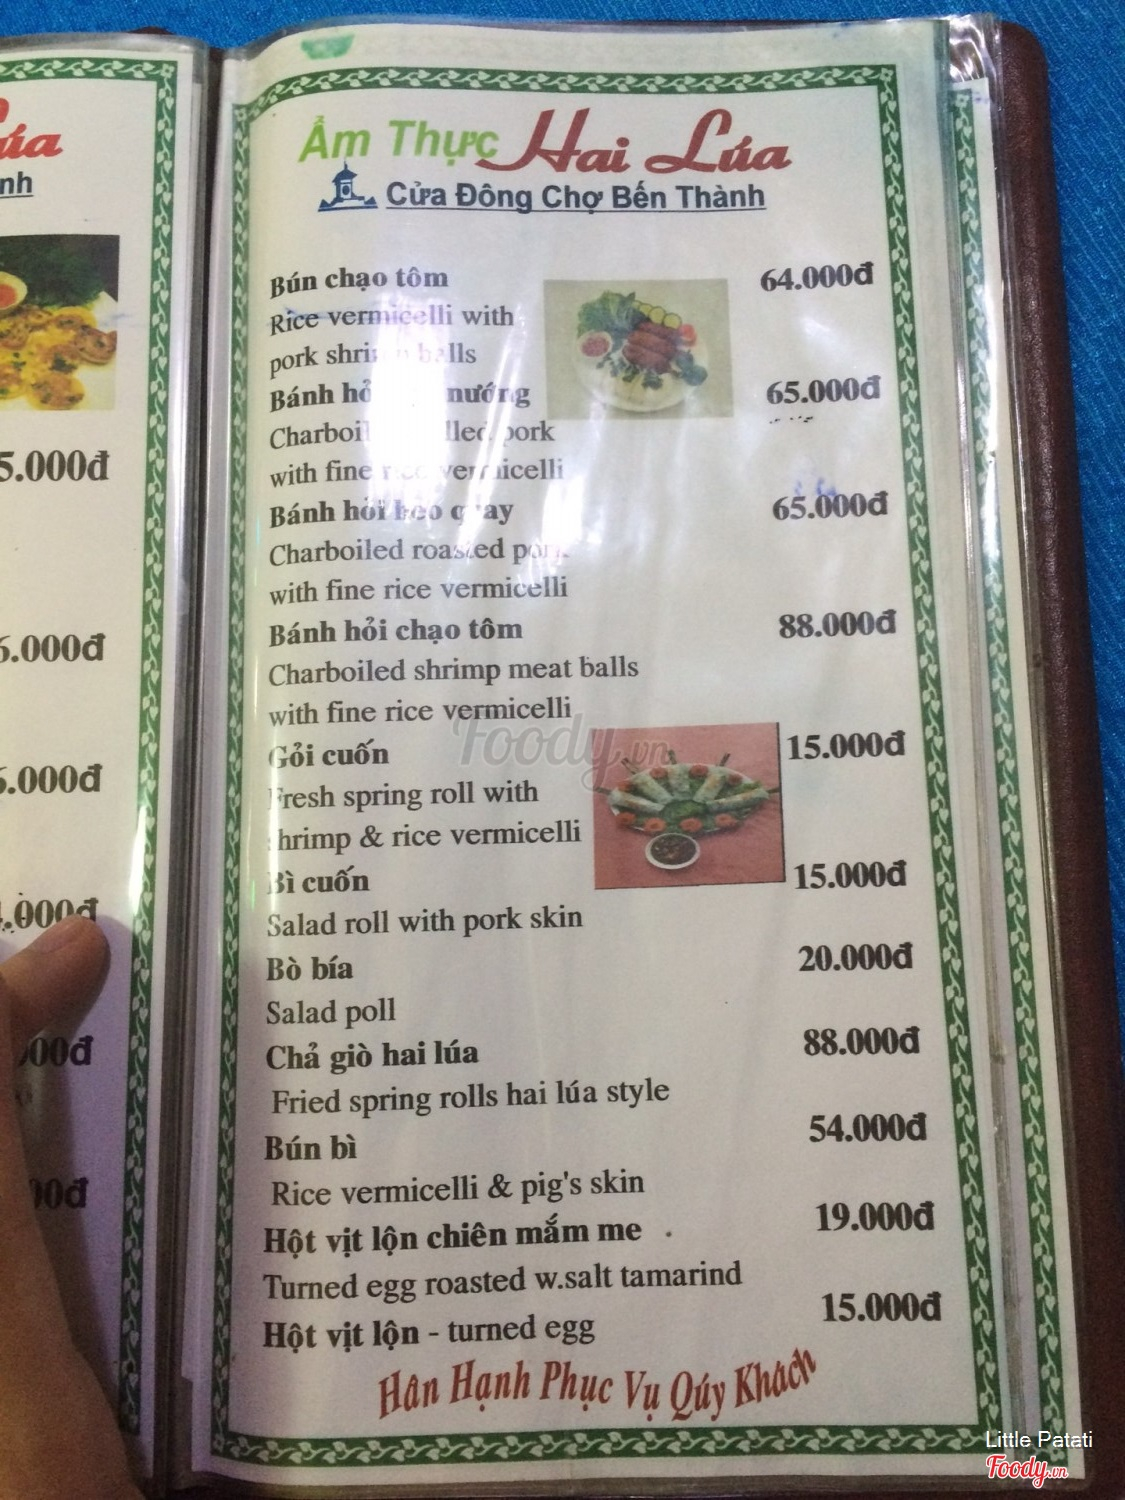 Ẩm Thực Hai Lúa
Cửa Đông Chợ Bến Thành
Bún chạo tôm 64.000đ
Rice vermicelli with
pork balls
Bánh nướng 65.000đ
pork
with fine rice vermicelli
Bánh hỏi heo quay 65.000đ
Charboiled roasted pork
with fine rice vermicelli
Bánh hỏi chạo tôm 88.000đ
Charboiled shrimp meat balls
with fine rice vermicelli
Gỏi cuốn 15.000đ
Fresh spring roll with
shrimp & rice vermicelli
Bì cuốn 15.000đ
Salad roll with pork skin
Bò bía 20.000đ
Salad poll
Chả giò hai lúa 88.000đ
Fried spring rolls hai lúa style
Bún bì 54.000đ
Rice vermicelli & pig's skin
Hột vịt lộn chiên mắm me 19.000đ
Turned egg roasted w.salt tamarind
Hột vịt lộn - turned egg 15.000đ
Hân Hạnh Phục Vụ Qúy Khách
Foody.vn
Little Patati
Foody.vn